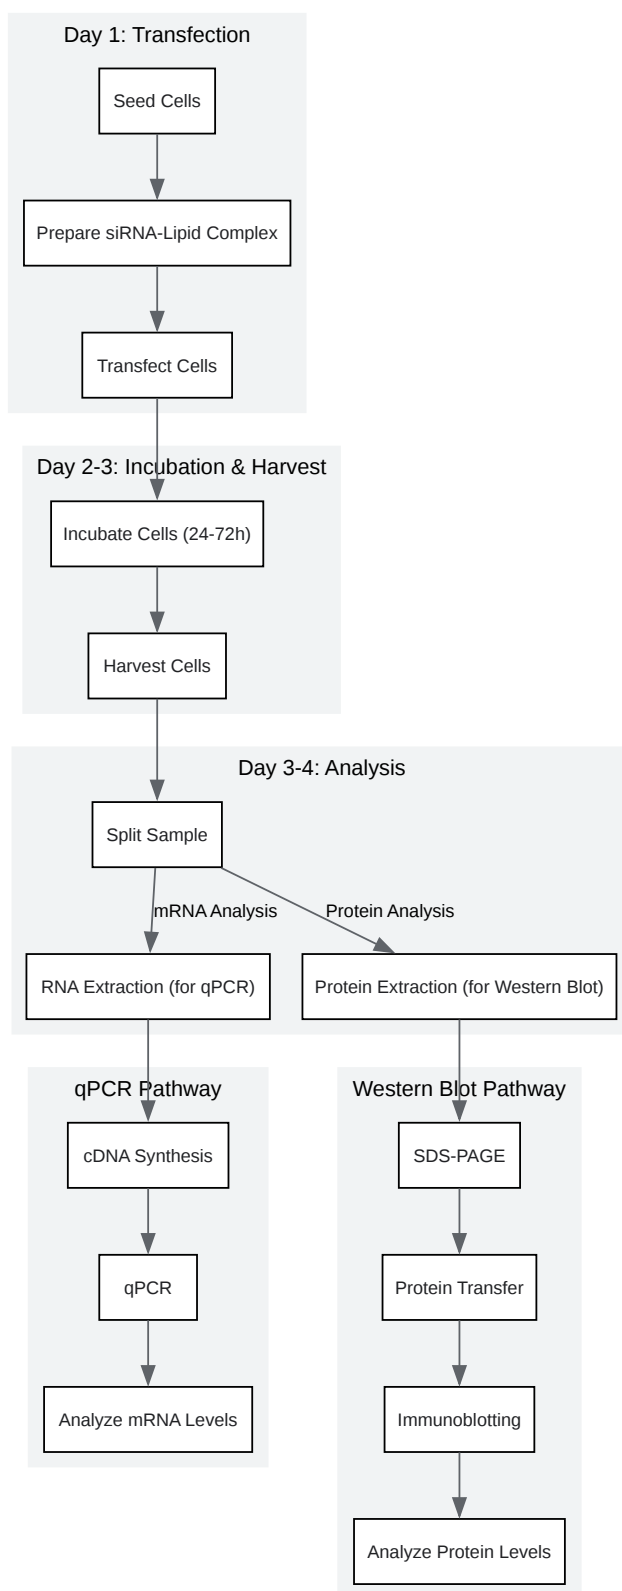 Day 1: Transfection
Seed Cells
Prepare siRNA-Lipid Complex
Transfect Cells
Day 2-3: Incubation & Harvest
Incubate Cells (24-72h)
Harvest Cells
Day 3-4: Analysis
Split Sample
mRNA Analysis
Protein Analysis
RNA Extraction (for qPCR)
Protein Extraction (for Western Blot)
qPCR Pathway
cDNA Synthesis
qPCR
Analyze mRNA Levels
Western Blot Pathway
SDS-PAGE
Protein Transfer
Immunoblotting
Analyze Protein Levels